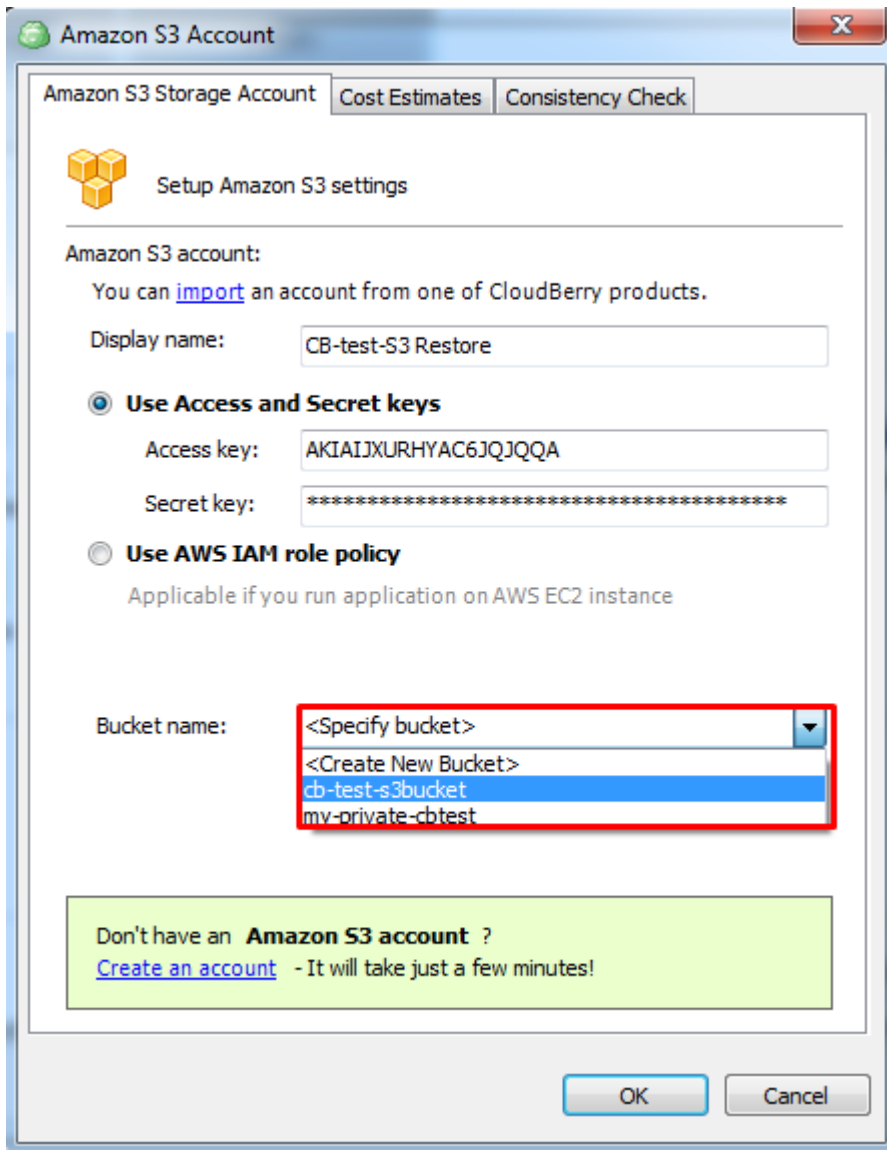 Amazon S3 Account
Amazon S3 Storage Account Cost Estimates Consistency Check
Setup Amazon S3 settings
Amazon S3 account:
You can import an account from one of CloudBerry products.
Display name: CB-test-S3 Restore
Use Access and Secret keys
Access key: AKIAIJXURHYAC6JQJQQA
Secret key: ****************************************
Use AWS IAM role policy
Applicable if you run application on AWS EC2 instance
Bucket name: <Specify bucket>
<Create New Bucket>
cb-test-s3bucket
my-private-cbtest
Don't have an Amazon S3 account ?
Create an account - It will take just a few minutes!
OK Cancel